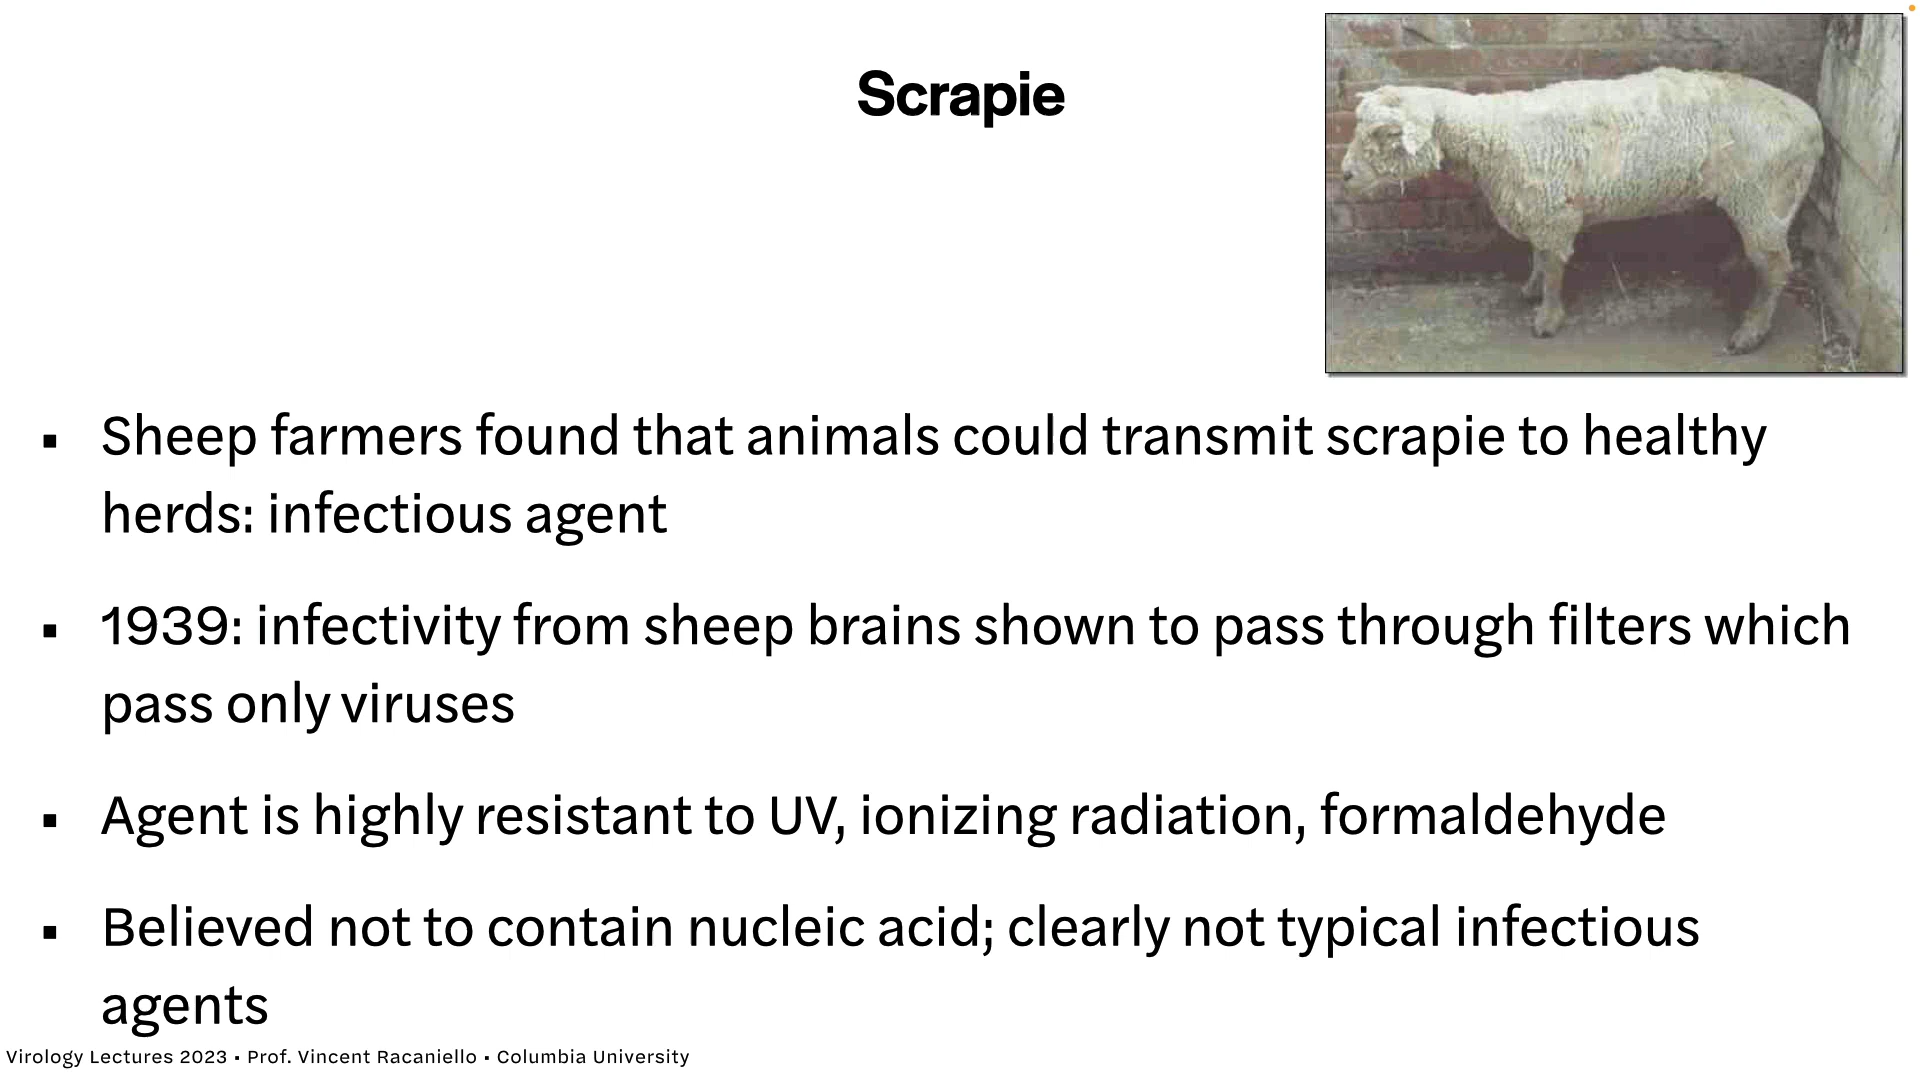 Scrapie
▪ Sheep farmers found that animals could transmit scrapie to healthy
herds: infectious agent
▪ 1939: infectivity from sheep brains shown to pass through filters which
pass only viruses
▪ Agent is highly resistant to UV, ionizing radiation, formaldehyde
▪ Believed not to contain nucleic acid; clearly not typical infectious
agents
Virology Lectures 2023 • Prof. Vincent Racaniello • Columbia University